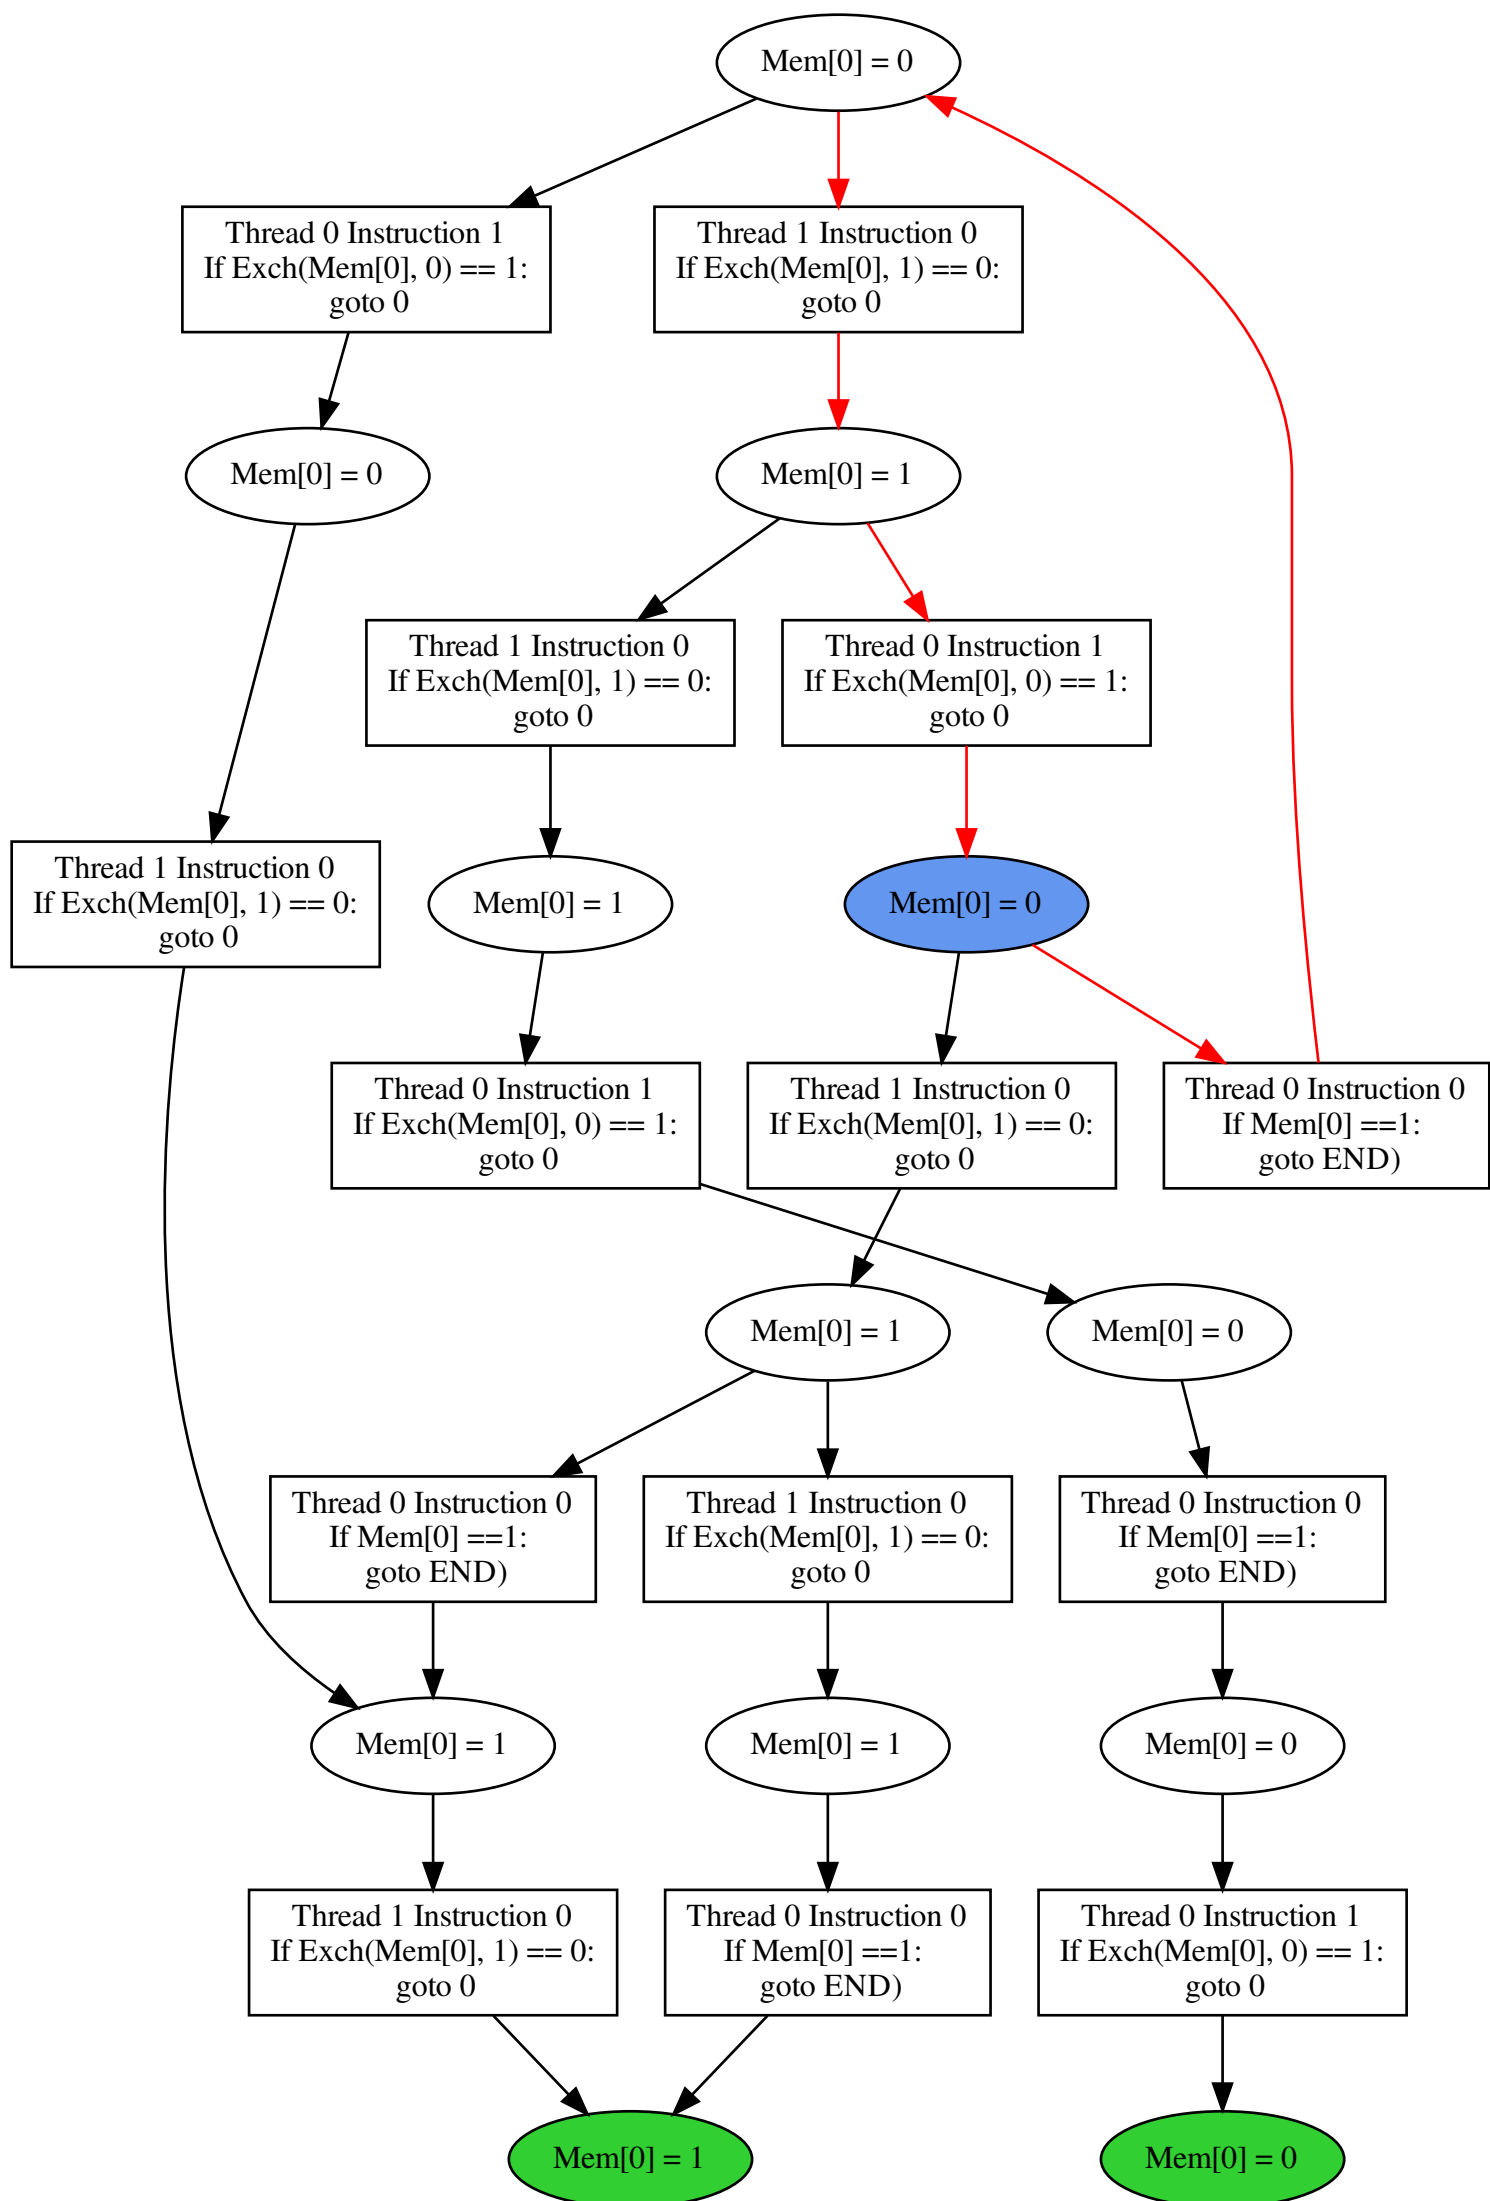 Mem[0] = 0
Thread 0 Instruction 1
If Exch(Mem[0], 0) == 1:
goto 0
Thread 1 Instruction 0
If Exch(Mem[0], 1) == 0:
goto 0
Mem[0] = 0
Mem[0] = 1
Thread 1 Instruction 0
If Exch(Mem[0], 1) == 0:
goto 0
Thread 0 Instruction 1
If Exch(Mem[0], 0) == 1:
goto 0
Thread 1 Instruction 0
If Exch(Mem[0], 1) == 0:
goto 0
Mem[0] = 1
Mem[0] = 0
Thread 0 Instruction 1
If Exch(Mem[0], 0) == 1:
goto 0
Thread 1 Instruction 0
If Exch(Mem[0], 1) == 0:
goto 0
Thread 0 Instruction 0
If Mem[0] ==1:
goto END)
Mem[0] = 1
Mem[0] = 0
Thread 0 Instruction 0
If Mem[0] ==1:
goto END)
Thread 1 Instruction 0
If Exch(Mem[0], 1) == 0:
goto 0
Thread 0 Instruction 0
If Mem[0] ==1:
goto END)
Mem[0] = 1
Mem[0] = 1
Mem[0] = 0
Thread 1 Instruction 0
If Exch(Mem[0], 1) == 0:
goto 0
Thread 0 Instruction 0
If Mem[0] ==1:
goto END)
Thread 0 Instruction 1
If Exch(Mem[0], 0) == 1:
goto 0
Mem[0] = 1
Mem[0] = 0